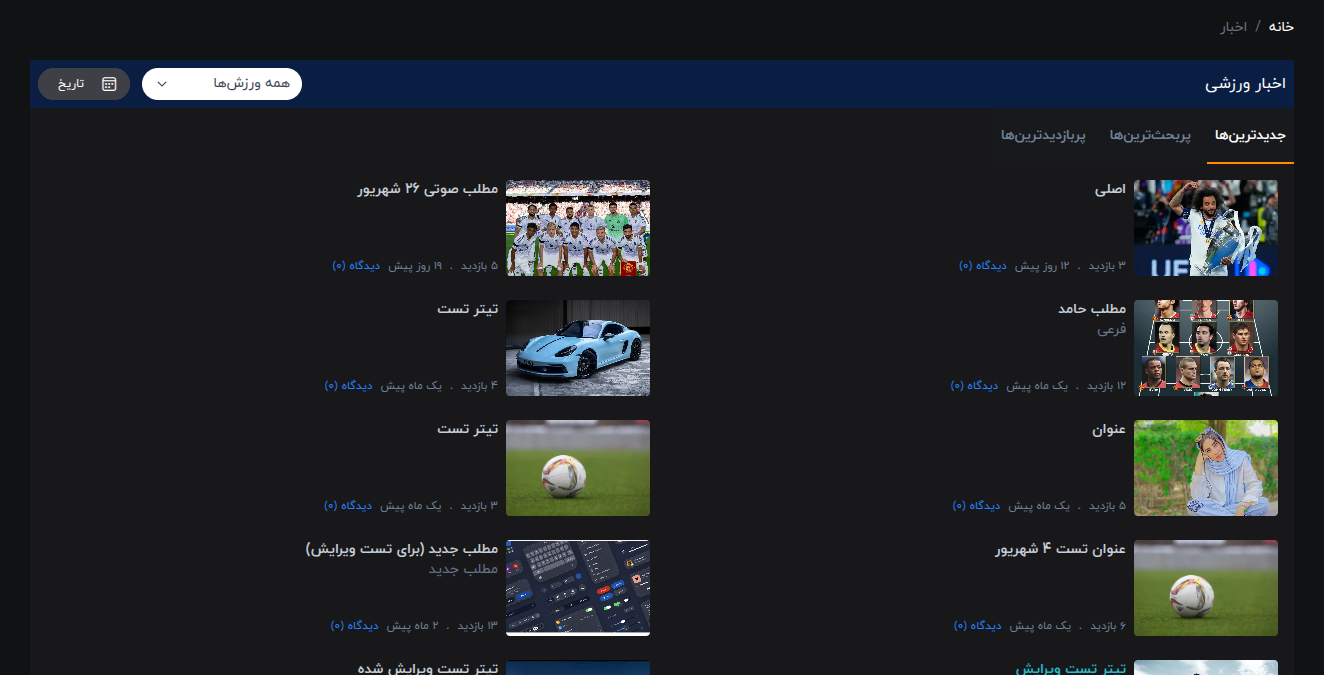 خانه / اخبار
اخبار ورزشی
همه ورزش‌ها
تاریخ
جدیدترین‌ها
پربحث‌ترین‌ها
پربازدیدترین‌ها
اصلی
۳ بازدید . ۱۲ روز پیش دیدگاه (۰)
مطلب صوتی ۲۶ شهریور
۵ بازدید . ۱۹ روز پیش دیدگاه (۰)
مطلب حامد
فرعی
۱۲ بازدید . یک ماه پیش دیدگاه (۰)
تیتر تست
۴ بازدید . یک ماه پیش دیدگاه (۰)
عنوان
۵ بازدید . یک ماه پیش دیدگاه (۰)
تیتر تست
۳ بازدید . یک ماه پیش دیدگاه (۰)
عنوان تست ۴ شهریور
۶ بازدید . یک ماه پیش دیدگاه (۰)
مطلب جدید (برای تست ویرایش)
مطلب جدید
۱۳ بازدید . ۲ ماه پیش دیدگاه (۰)
تیتر تست ویرایش
تیتر تست ویرایش شده